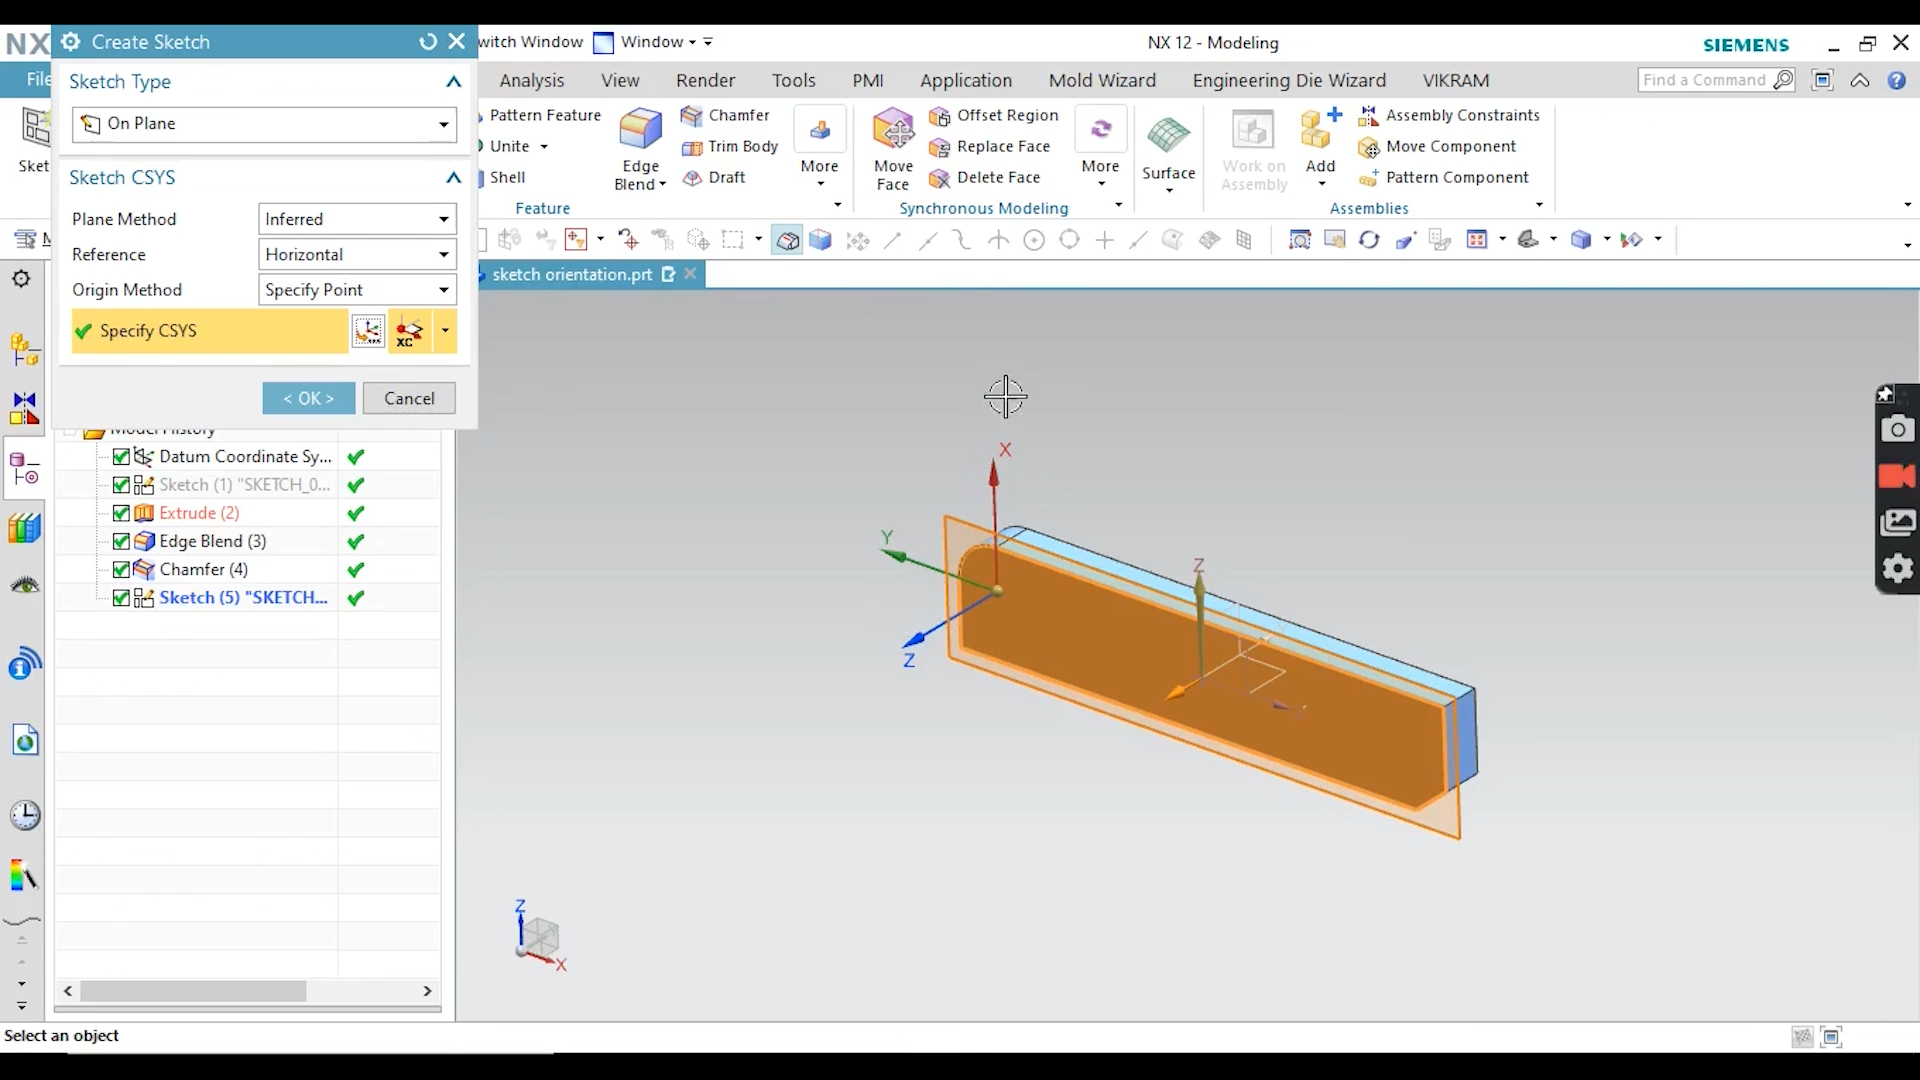 NX
Create Sketch
witch Window
Window
NX 12 - Modeling
SIEMENS
File
Analysis
View
Render
Tools
PMI
Application
Mold Wizard
Engineering Die Wizard
VIKRAM
Find a Command
Sketch Type
On Plane
Sket
Pattern Feature
Unite
Shell
Edge
Blend
Chamfer
Trim Body
Draft
More
Feature
Move
Face
Offset Region
Replace Face
Delete Face
More
Synchronous Modeling
Surface
Work on
Assembly
Add
Assembly Constraints
Move Component
Pattern Component
Assemblies
Sketch CSYS
Plane Method
Inferred
Reference
Horizontal
Origin Method
Specify Point
Specify CSYS
XC
< OK >
Cancel
M
sketch orientation.prt
Model History
Datum Coordinate Sy...
Sketch (1) "SKETCH_0...
Extrude (2)
Edge Blend (3)
Chamfer (4)
Sketch (5) "SKETCH...
X
Y
Z
Z
Z
X
Select an object